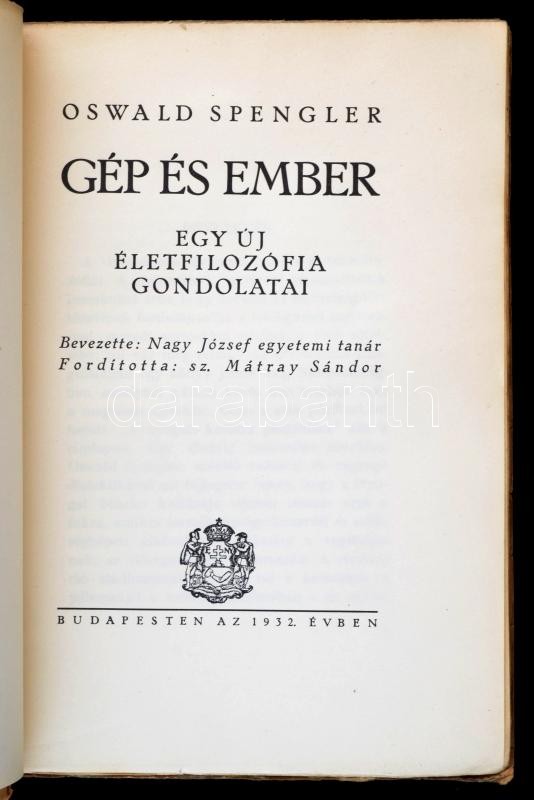 OSWALD SPENGLER
GÉP ÉS EMBER
EGY ÚJ
ÉLETFILOZÓFIA
GONDOLATAI
Bevezette: Nagy József egyetemi tanár
Fordította: sz. Mátray Sándor
darabanth
BUDAPESTEN AZ 1932. ÉVBEN